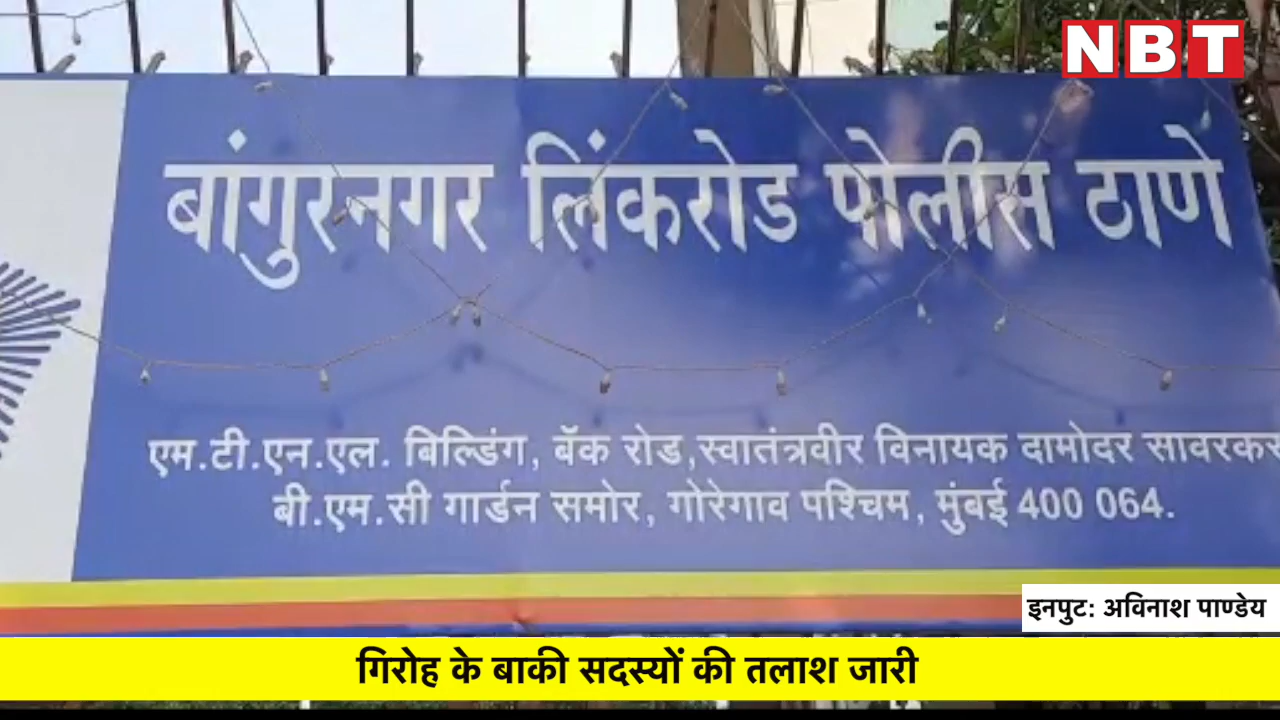 NBT
बांगुरनगर लिंकरोड पोलीस ठाणे
एम.टी.एन.एल. बिल्डिंग, बॅक रोड,स्वातंत्रवीर विनायक दामोदर सावरकर
बी.एम.सी गार्डन समोर, गोरेगाव पश्चिम, मुंबई 400 064.
इनपुट: अविनाश पाण्डेय
गिरोह के बाकी सदस्यों की तलाश जारी